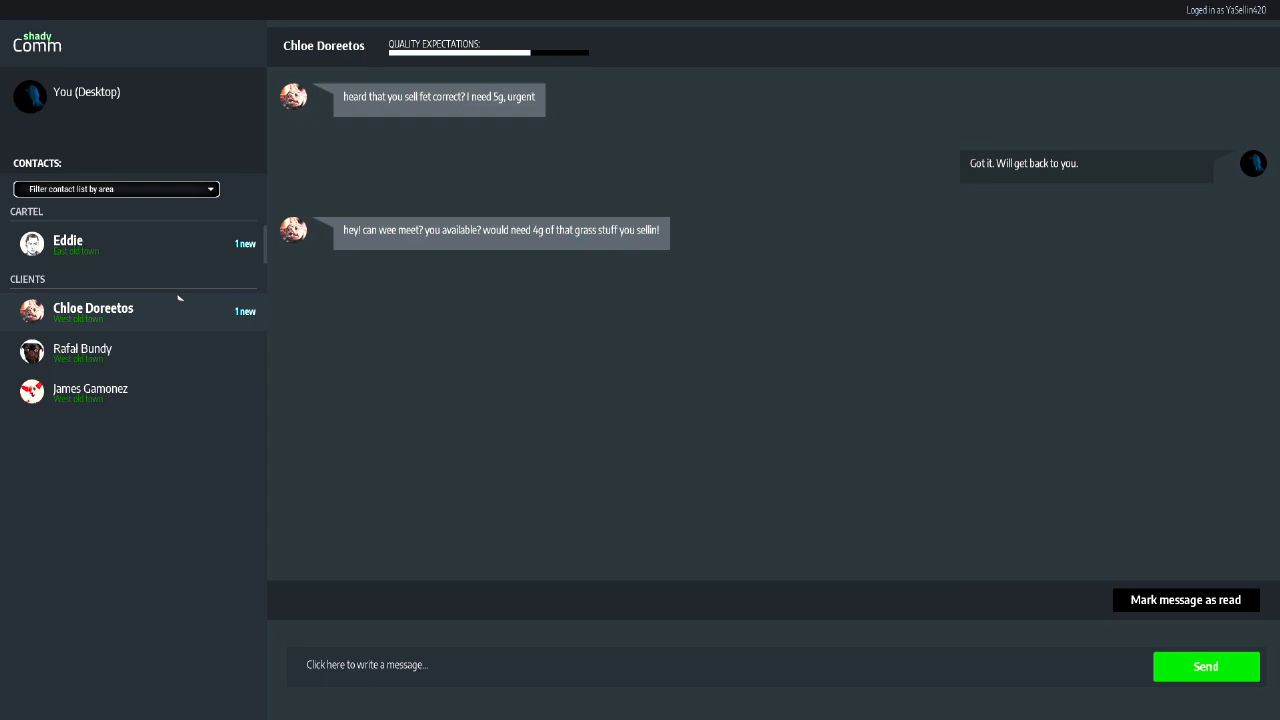 Loged in as YaSellin420
shady
Comm
Chloe Doreetos
QUALITY EXPECTATIONS:
You (Desktop)
heard that you sell fet correct? I need 5g, urgent
CONTACTS:
Got it. Will get back to you.
Filter contact list by area
CARTEL
Eddie
East old town
1 new
hey! can wee meet? you available? would need 4g of that grass stuff you sellin!
CLIENTS
Chloe Doreetos
West old town
1 new
Rafal Bundy
West old town
James Gamonez
West old town
Mark message as read
Click here to write a message...
Send